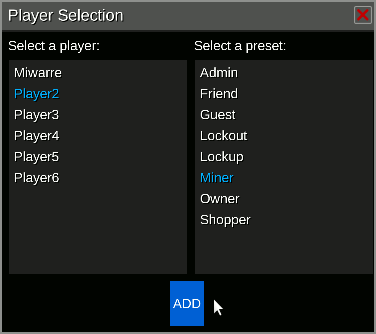 Player Selection
Select a player:
Miwarre
Player2
Player3
Player4
Player5
Player6
Select a preset:
Admin
Friend
Guest
Lockout
Lockup
Miner
Owner
Shopper
ADD